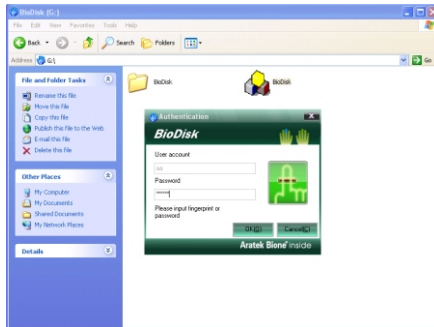 BioDisk (G:)
File Edit View Favorites Tools Help
Back Search Folders
Address G:\ Go
File and Folder Tasks
Rename this file
Move this file
Copy this file
Publish this file to the Web
E-mail this file
Delete this file
Other Places
My Computer
My Documents
Shared Documents
My Network Places
Details
BioDisk
BioDisk
Authentication
BioDisk
User account
Password
******
Please input fingerprint or
password
OK(O) Cancel(C)
Aratek Bione inside